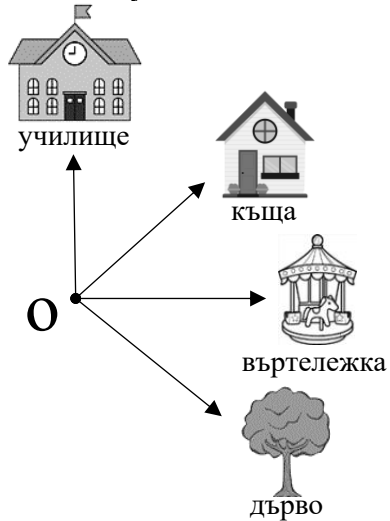 училище
къща
O
въртележка
дърво